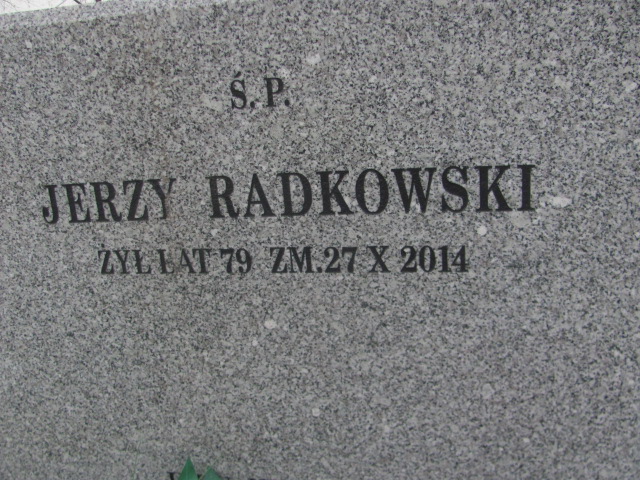 Ś.P.
JERZY RADKOWSKI
ŻYŁ LAT 79 ZM.27 X 2014